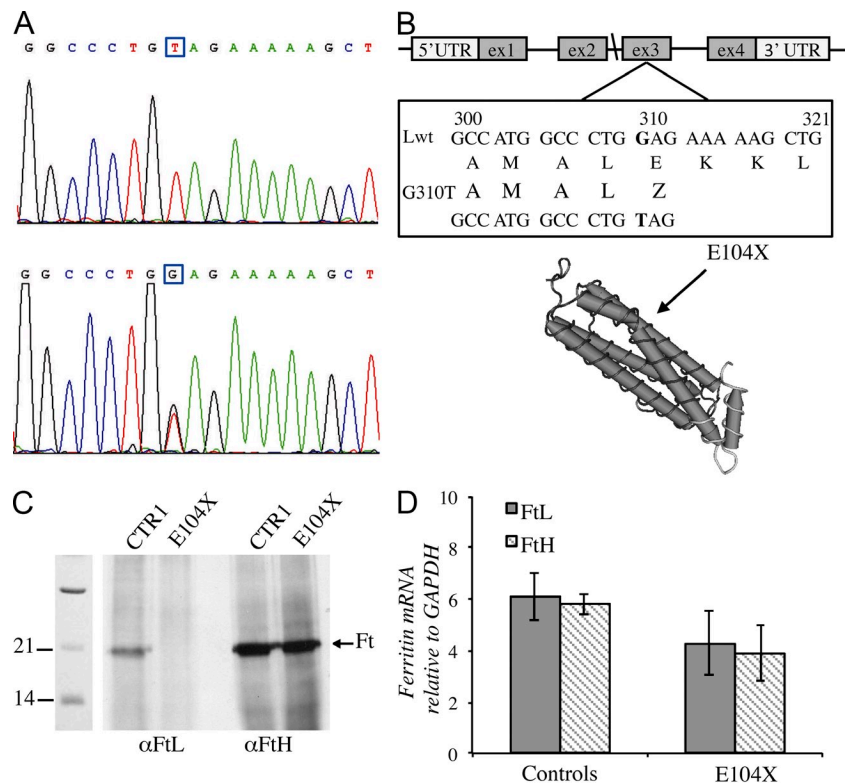 A
G G C C C T G T A G A A A A A G C T
G G C C C T G G A G A A A A A G C T
B
5'UTR ex1 ex2 ex3 ex4 3' UTR
300 310 321
Lwt GCC ATG GCC CTG GAG AAA AAG CTG
A M A L E K K L
G310T A M A L Z
GCC ATG GCC CTG TAG
E104X
C
CTR1 E104X CTR1 E104X
21
14
Ft
αFtL αFtH
D
Ferritin mRNA
relative to GAPDH
10
8
6
4
2
0
FtL
FtH
Controls E104X